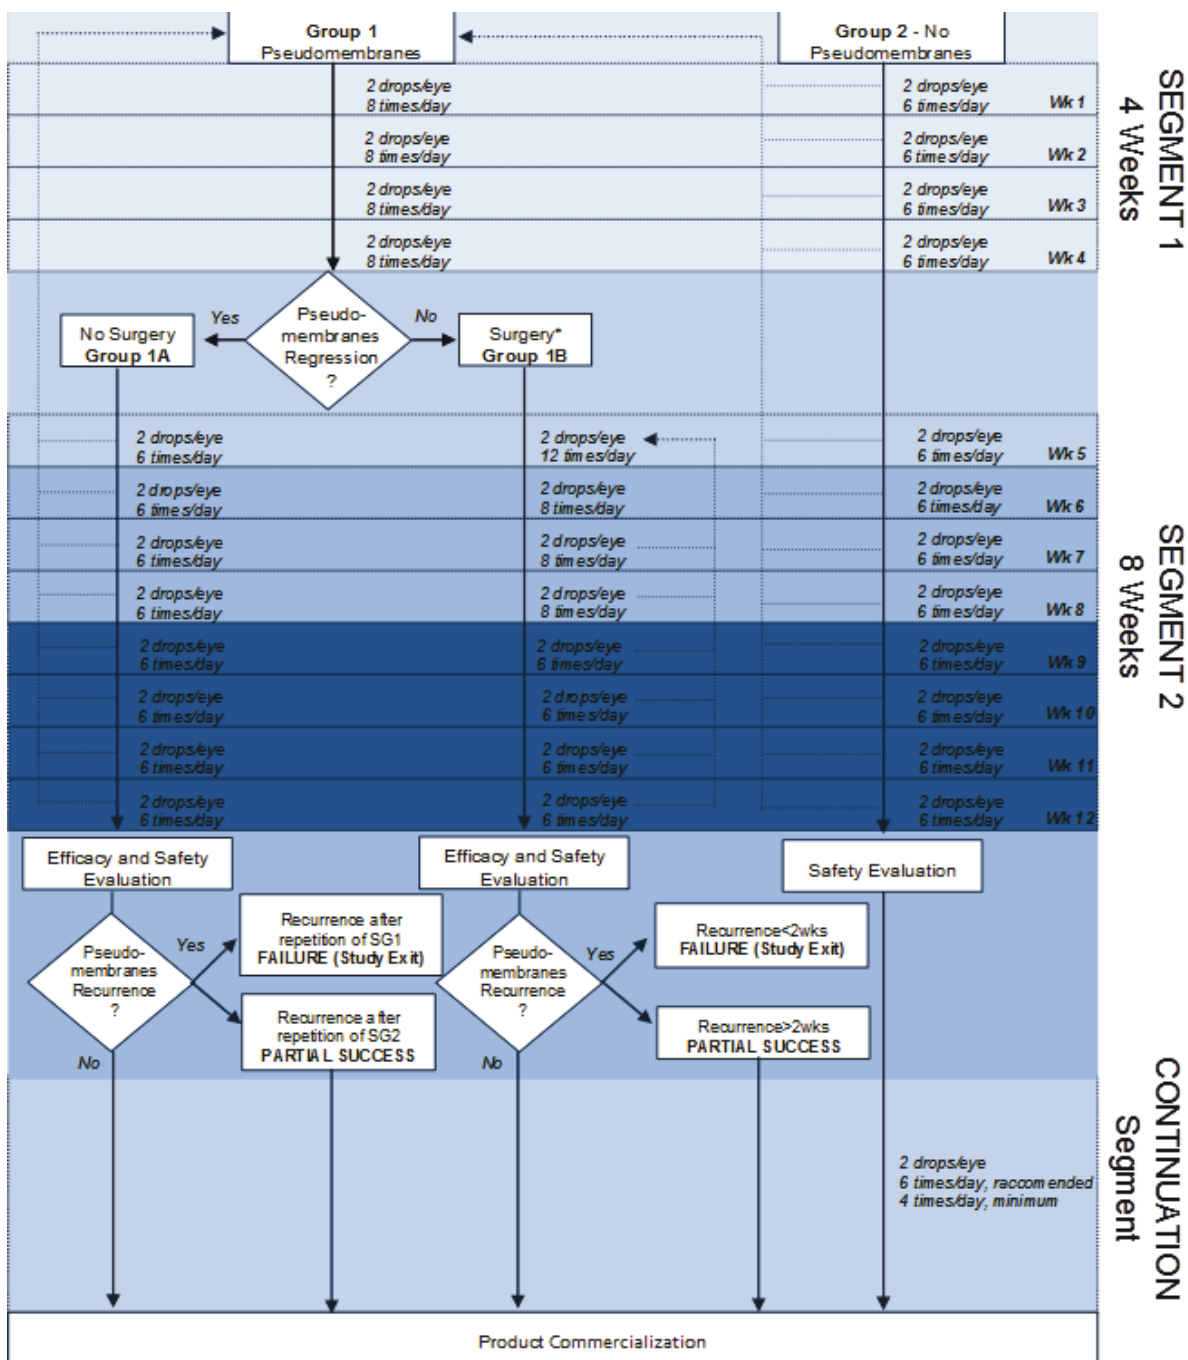 Group 1
Pseudomembranes
Group 2 - No
Pseudomembranes
SEGMENT 1
4 Weeks
2 drops/eye
8 times/day
2 drops/eye
6 times/day
Wk 1
2 drops/eye
8 times/day
2 drops/eye
6 times/day
Wk 2
2 drops/eye
8 times/day
2 drops/eye
6 times/day
Wk 3
2 drops/eye
8 times/day
2 drops/eye
6 times/day
Wk 4
No Surgery
Group 1A
Yes
Pseudo-
membranes
Regression
?
No
Surgery*
Group 1B
SEGMENT 2
8 Weeks
2 drops/eye
6 times/day
2 drops/eye
12 times/day
2 drops/eye
6 times/day
Wk 5
2 drops/eye
6 times/day
2 drops/eye
8 times/day
2 drops/eye
6 times/day
Wk 6
2 drops/eye
6 times/day
2 drops/eye
8 times/day
2 drops/eye
6 times/day
Wk 7
2 drops/eye
6 times/day
2 drops/eye
8 times/day
2 drops/eye
6 times/day
Wk 8
2 drops/eye
6 times/day
2 drops/eye
6 times/day
2 drops/eye
6 times/day
Wk 9
2 drops/eye
6 times/day
2 drops/eye
6 times/day
2 drops/eye
6 times/day
Wk 10
2 drops/eye
6 times/day
2 drops/eye
6 times/day
2 drops/eye
6 times/day
Wk 11
2 drops/eye
6 times/day
2 drops/eye
6 times/day
2 drops/eye
6 times/day
Wk 12
Efficacy and Safety
Evaluation
Efficacy and Safety
Evaluation
Safety Evaluation
Pseudo-
membranes
Recurrence
?
Yes
No
Recurrence after
repetition of SG1
FAILURE (Study Exit)
Recurrence after
repetition of SG2
PARTIAL SUCCESS
Pseudo-
membranes
Recurrence
?
Yes
No
Recurrence<2wks
FAILURE (Study Exit)
Recurrence>2wks
PARTIAL SUCCESS
CONTINUATION
Segment
2 drops/eye
6 times/day, raccomended
4 times/day, minimum
Product Commercialization